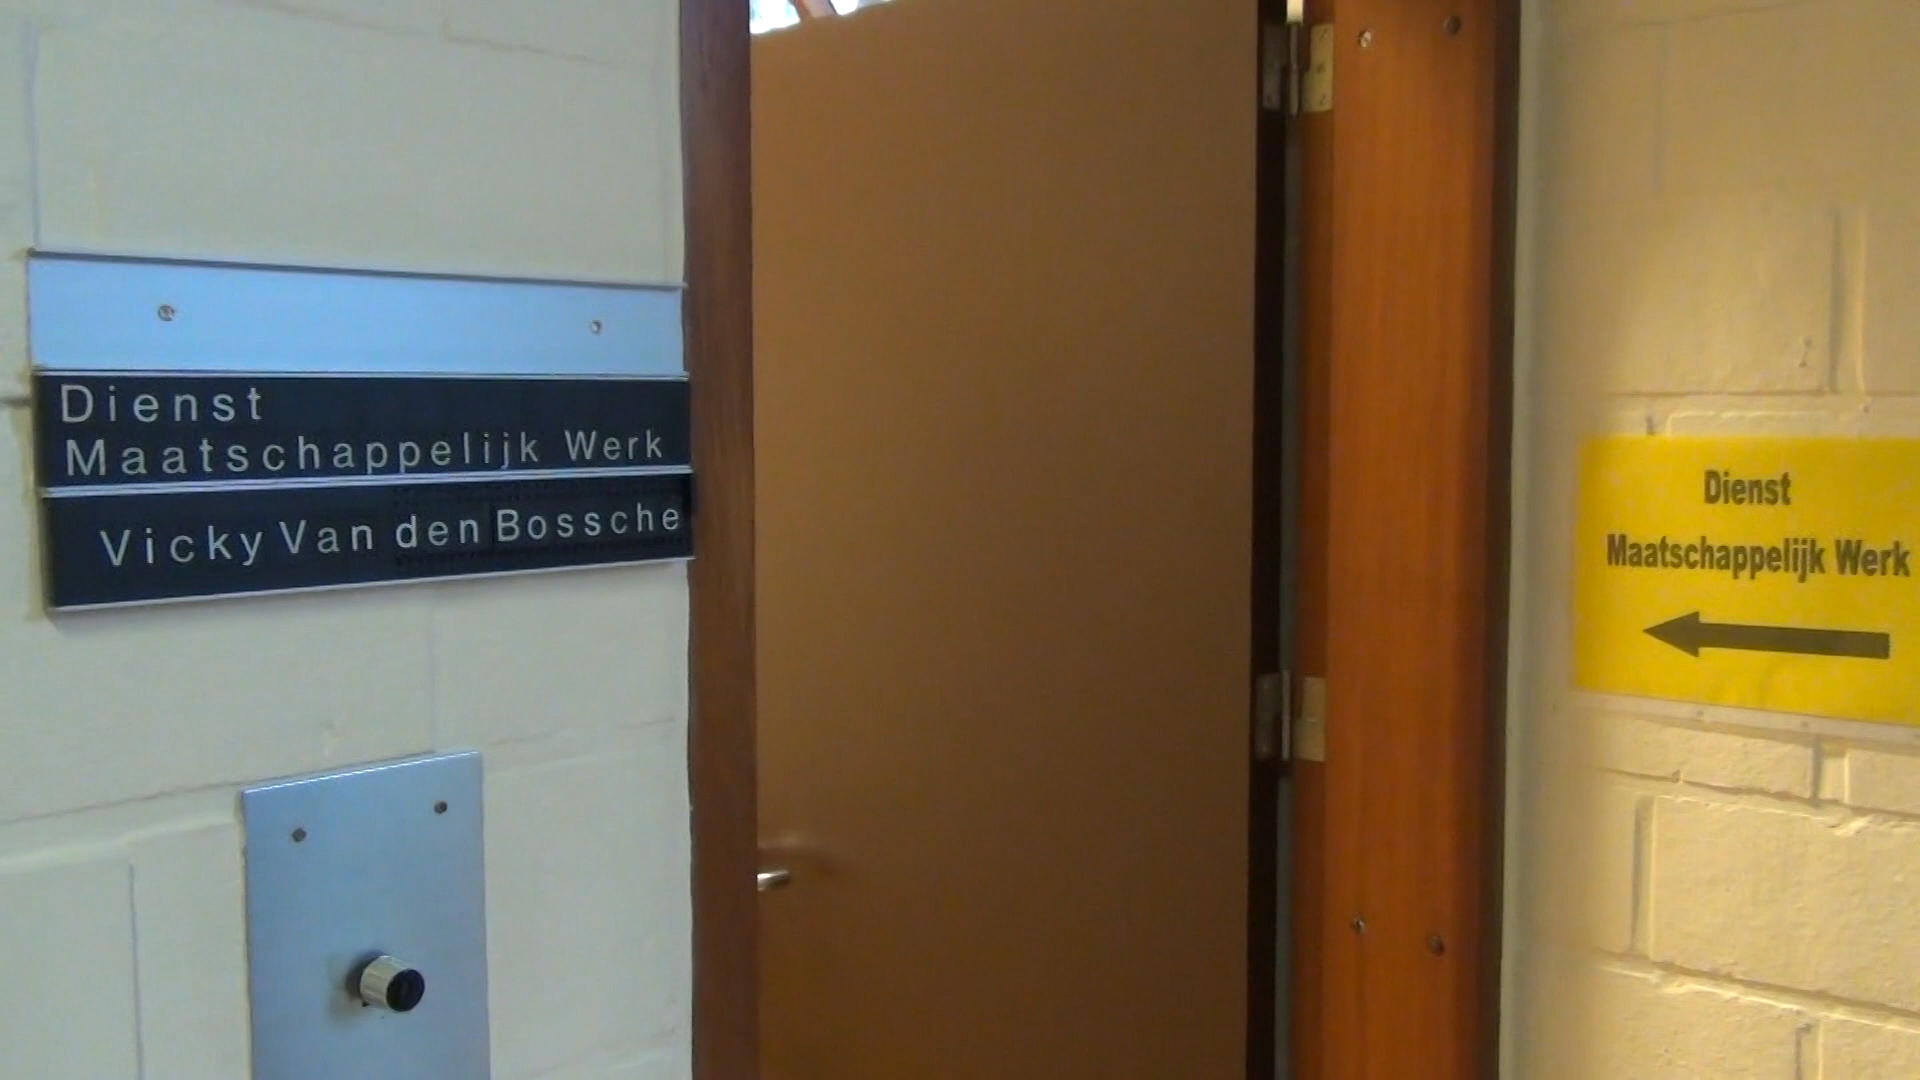 Dienst
Maatschappelijk Werk
Vicky Van den Bossche
Dienst
Maatschappelijk Werk